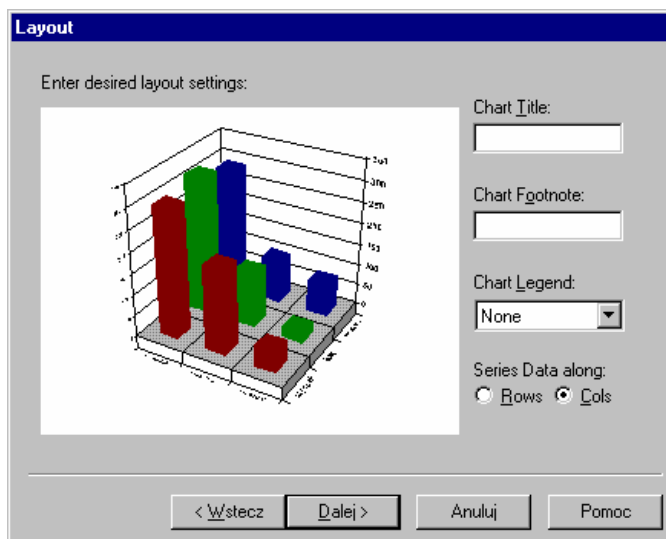 Layout
Enter desired layout settings:
Chart Title:
Chart Footnote:
Chart Legend:
None
Series Data along:
Rows Cols
< Wstecz Dalej > Anuluj Pomoc